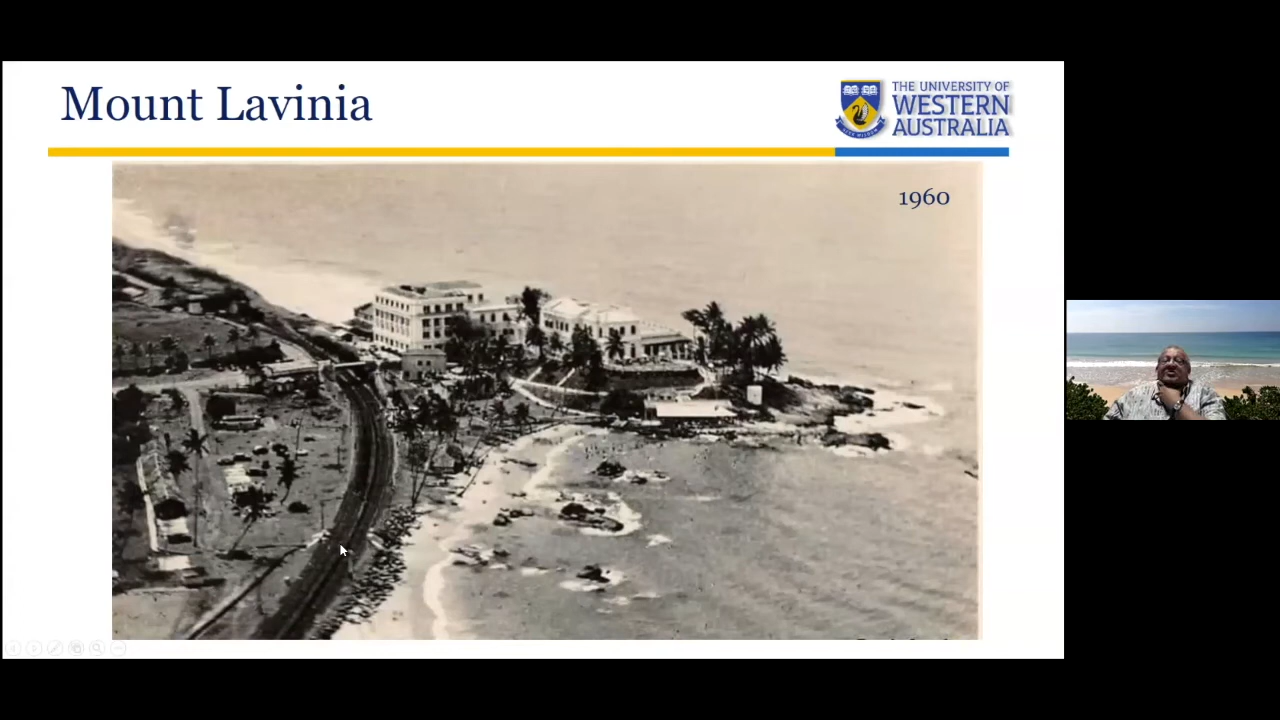 Mount Lavinia
THE UNIVERSITY OF
WESTERN
AUSTRALIA
1960